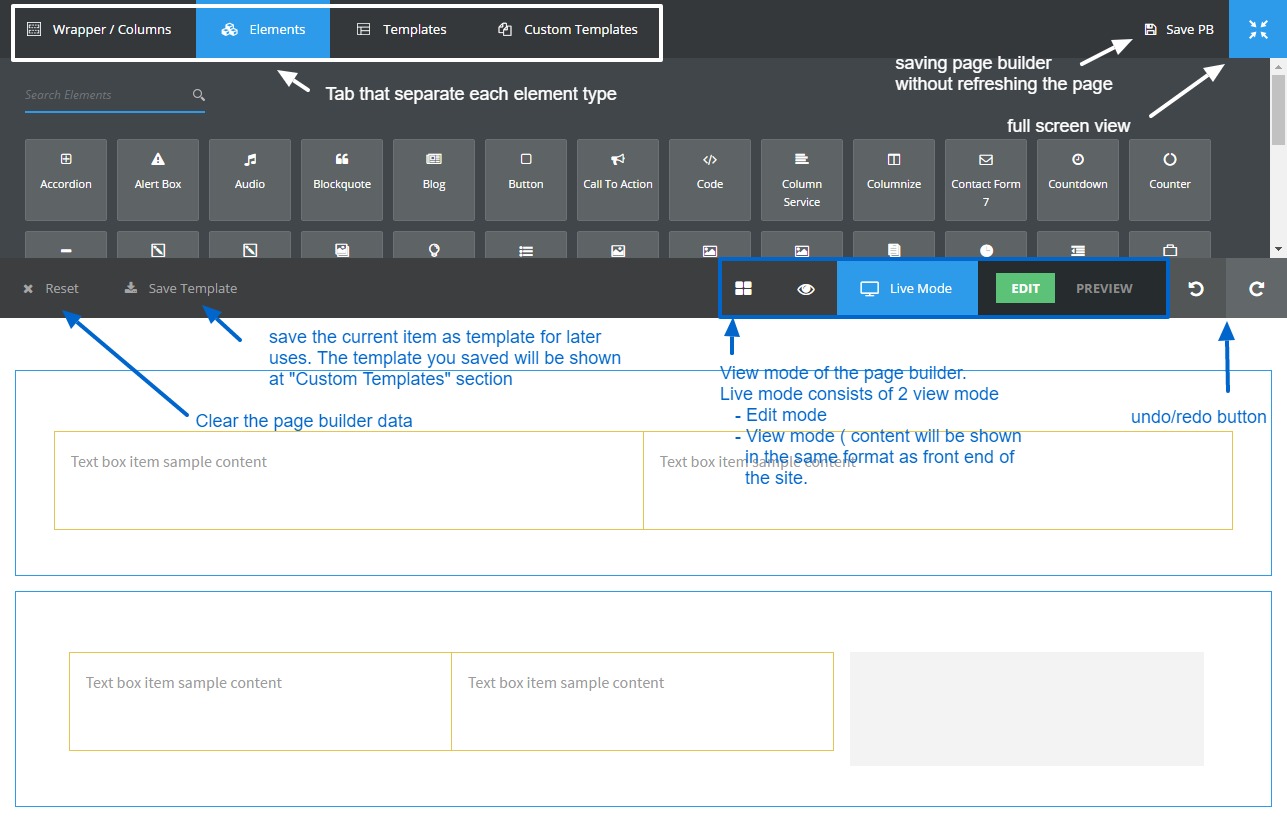 Wrapper / Columns
Elements
Templates
Custom Templates
Save PB
saving page builder
without refreshing the page
Search Elements
Tab that separate each element type
full screen view
Accordion
Alert Box
Audio
Blockquote
Blog
Button
Call To Action
Code
Column
Service
Columnize
Contact Form
7
Countdown
Counter
Reset
Save Template
Live Mode
EDIT
PREVIEW
save the current item as template for later
uses. The template you saved will be shown
at "Custom Templates" section
Clear the page builder data
View mode of the page builder.
Live mode consists of 2 view mode
- Edit mode
- View mode ( content will be shown
in the same format as front end of
the site.
undo/redo button
Text box item sample content
Text box item sample content
Text box item sample content
Text box item sample content